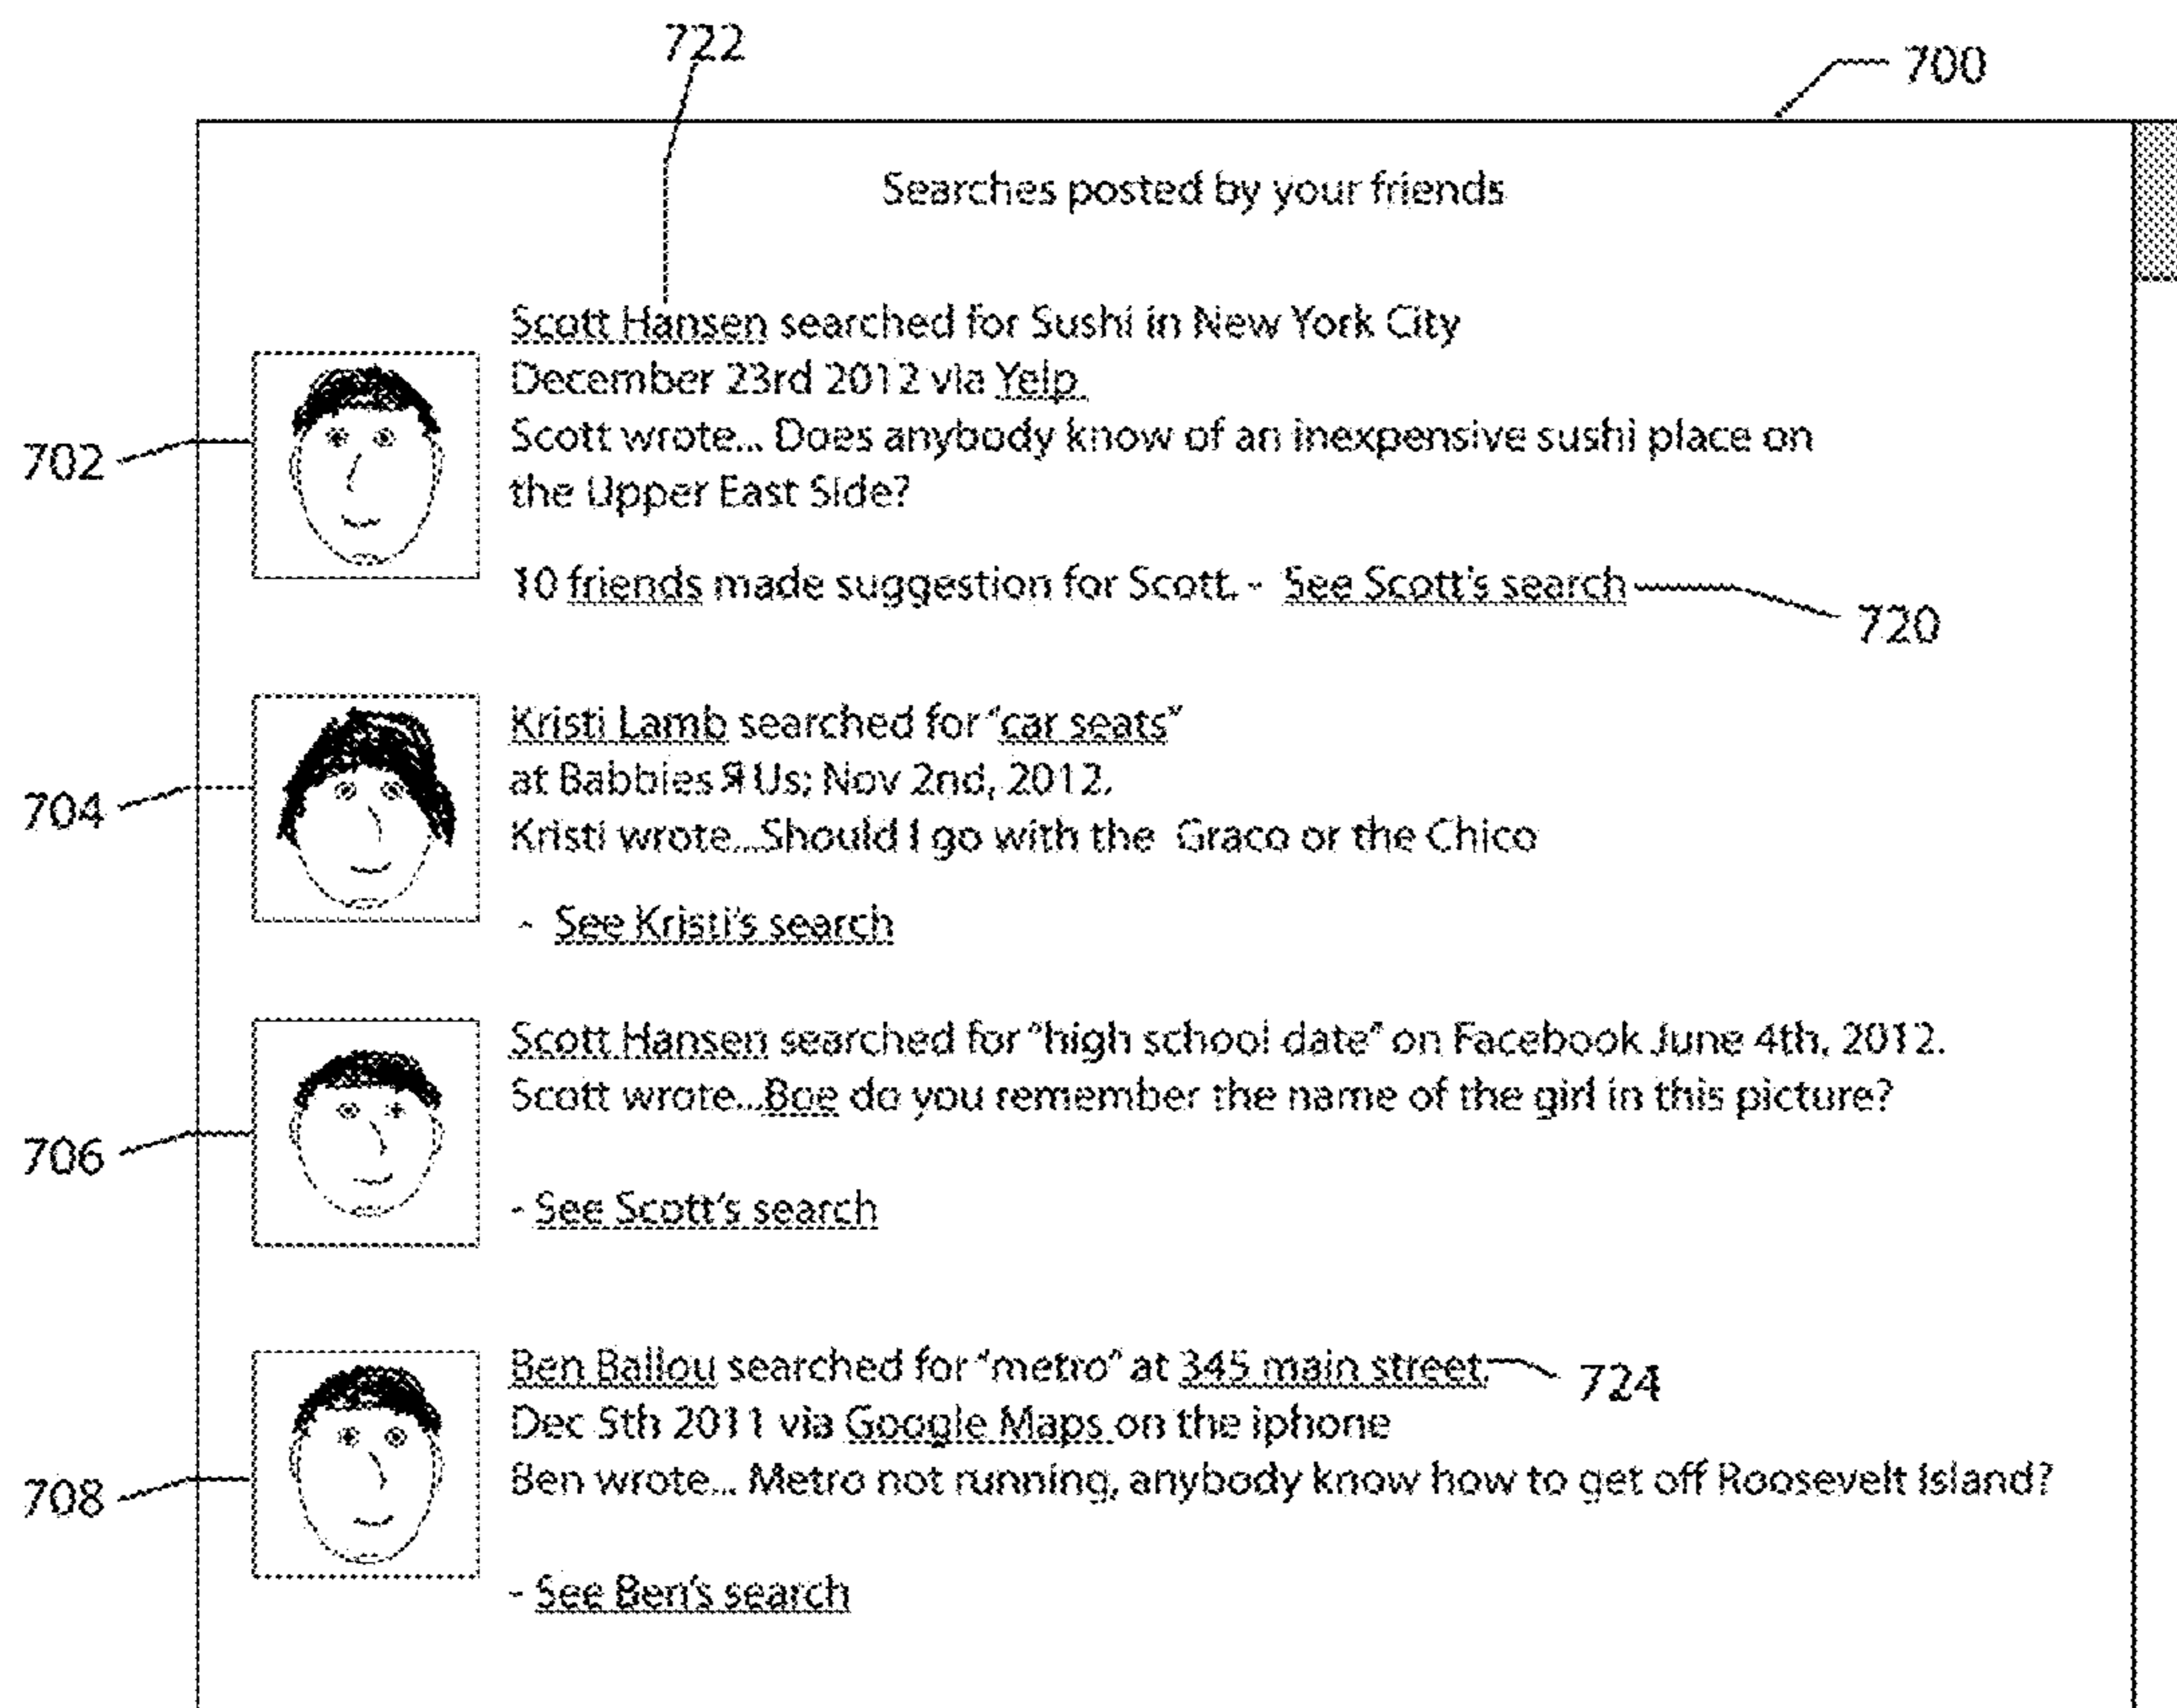 722
700
Searches posted by your friends
Scott Hansen searched for Sushi in New York City
December 23rd 2012 via Yelp.
702
Scott wrote... Does anybody know of an inexpensive sushi place on
the Upper East Side?
10 friends made suggestion for Scott. - See Scott's search
720
Kristi Lamb searched for "car seats"
704
at Babbies Я Us; Nov 2nd, 2012.
Kristi wrote...Should I go with the Graco or the Chico
- See Kristi's search
Scott Hansen searched for "high school date" on Facebook June 4th, 2012.
Scott wrote...Boe do you remember the name of the girl in this picture?
706
- See Scott's search
Ben Ballou searched for "metro" at 345 main street.
724
Dec 5th 2011 via Google Maps on the iphone
Ben wrote... Metro not running, anybody know how to get off Roosevelt Island?
708
- See Ben's search